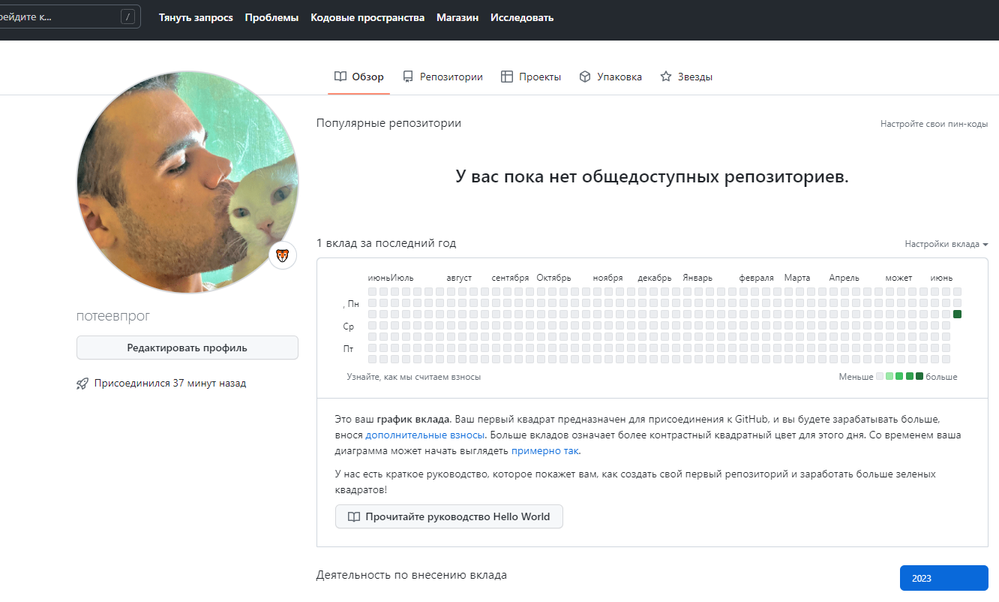 рейдите к... /
Тянуть запросs Проблемы Кодовые пространства Магазин Исследовать
Обзор Репозитории Проекты Упаковка Звезды
Популярные репозитории
Настройте свои пин-коды
У вас пока нет общедоступных репозиториев.
1 вклад за последний год
Настройки вклада
июньИюль август сентября Октябрь ноября декабрь Январь февраля Марта Апрель может июнь
, Пн
Ср
Пт
Узнайте, как мы считаем взносы
Меньше больше
потеевпрог
Редактировать профиль
Присоединился 37 минут назад
Это ваш график вклада. Ваш первый квадрат предназначен для присоединения к GitHub, и вы будете зарабатывать больше,
внося дополнительные взносы. Больше вкладов означает более контрастный квадратный цвет для этого дня. Со временем ваша
диаграмма может начать выглядеть примерно так.
У нас есть краткое руководство, которое покажет вам, как создать свой первый репозиторий и заработать больше зеленых
квадратов!
Прочитайте руководство Hello World
Деятельность по внесению вклада
2023